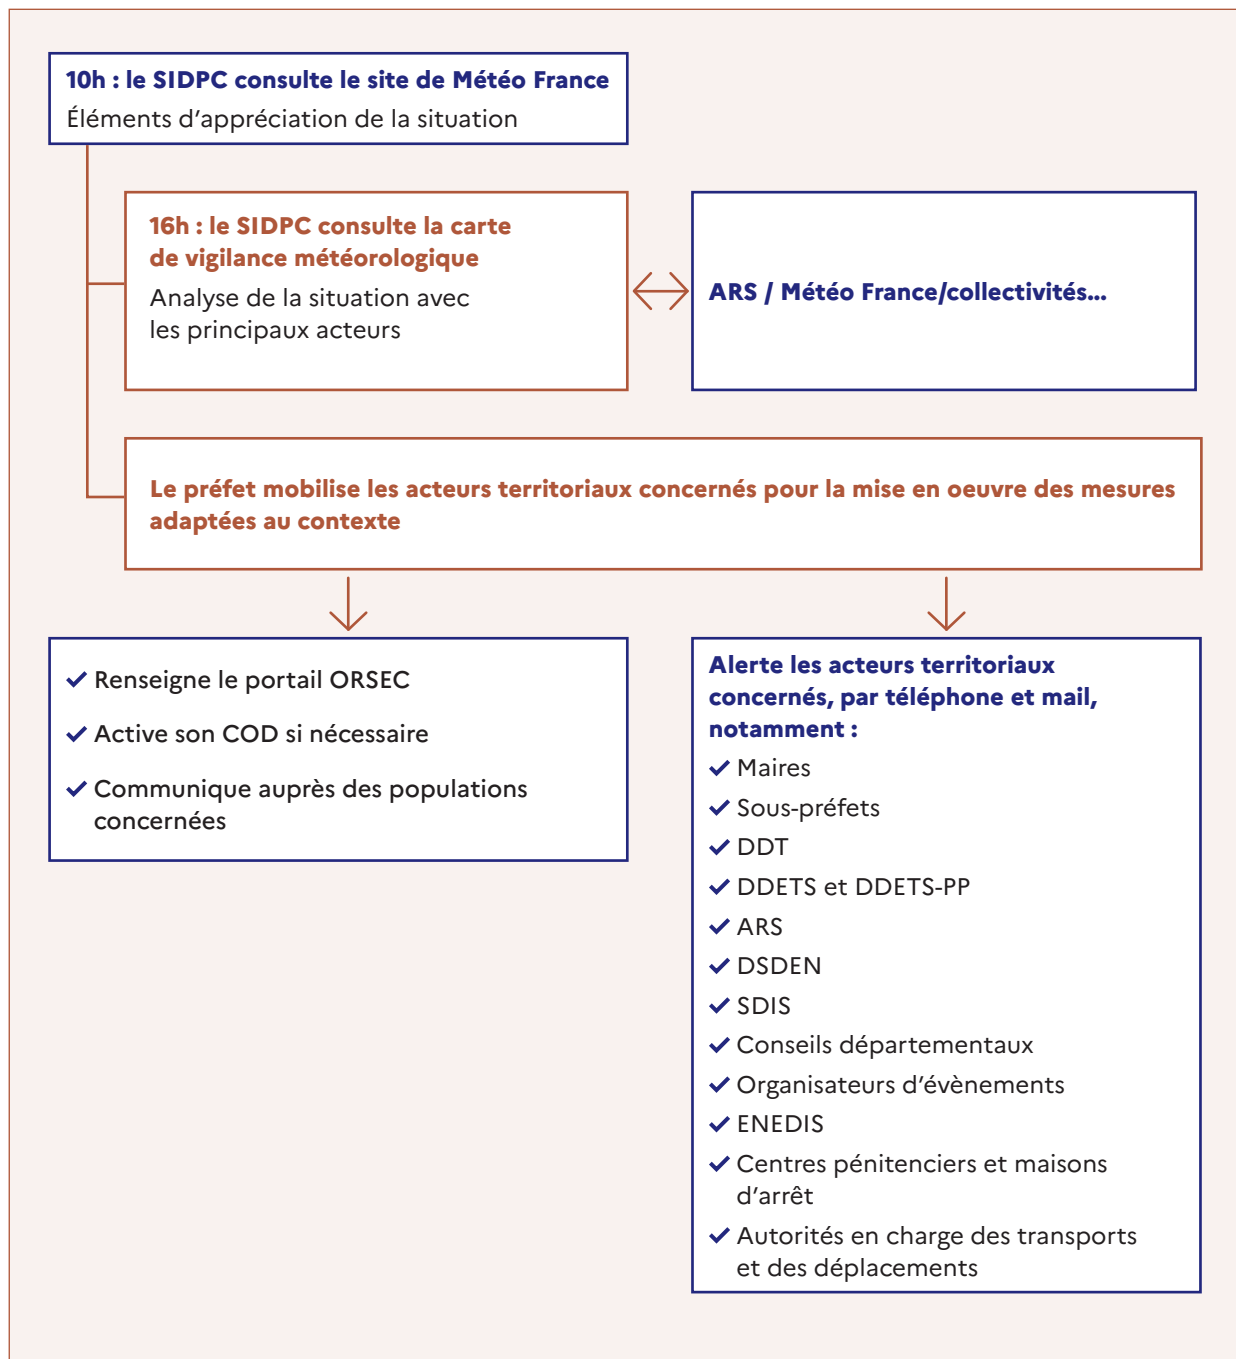 10h : le SIDPC consulte le site de Météo France
Éléments d’appréciation de la situation
16h : le SIDPC consulte la carte
de vigilance météorologique
Analyse de la situation avec
les principaux acteurs
ARS / Météo France/collectivités...
Le préfet mobilise les acteurs territoriaux concernés pour la mise en oeuvre des mesures
adaptées au contexte
✓ Renseigne le portail ORSEC
✓ Active son COD si nécessaire
✓ Communique auprès des populations
concernées
Alerte les acteurs territoriaux
concernés, par téléphone et mail,
notamment :
✓ Maires
✓ Sous-préfets
✓ DDT
✓ DDETS et DDETS-PP
✓ ARS
✓ DSDEN
✓ SDIS
✓ Conseils départementaux
✓ Organisateurs d’évènements
✓ ENEDIS
✓ Centres pénitenciers et maisons
d’arrêt
✓ Autorités en charge des transports
et des déplacements